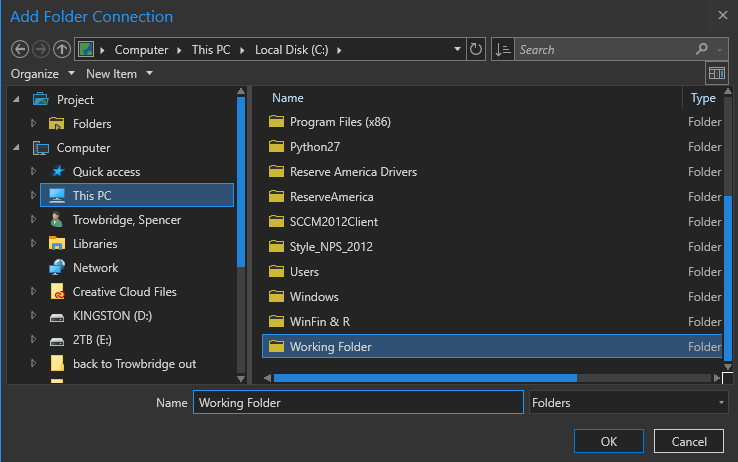 Add Folder Connection
Computer This PC Local Disk (C:)
Search
Organize New Item
Project
Folders
Computer
Quick access
This PC
Trowbridge, Spencer
Libraries
Network
Creative Cloud Files
KINGSTON (D:)
2TB (E:)
back to Trowbridge out
Name Type
Program Files (x86) Folder
Python27 Folder
Reserve America Drivers Folder
ReserveAmerica Folder
SCCM2012Client Folder
Style_NPS_2012 Folder
Users Folder
Windows Folder
WinFin & R Folder
Working Folder Folder
Name Working Folder Folders
OK Cancel